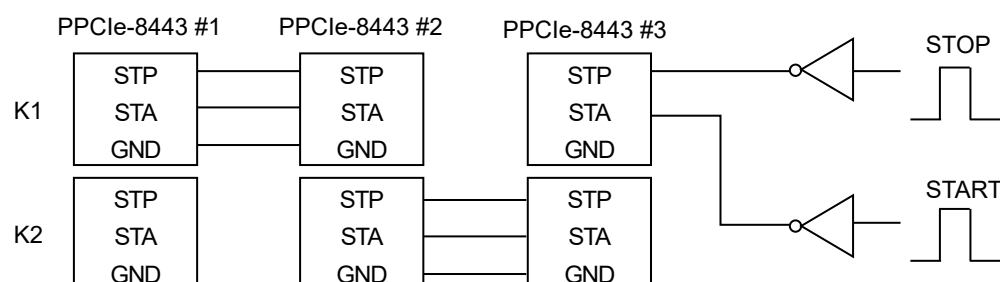 PPCIe-8443 #1 PPCIe-8443 #2 PPCIe-8443 #3
STOP
STP STP STP
K1 STA STA STA
GND GND GND
START
STP STP STP
K2 STA STA STA
GND GND GND